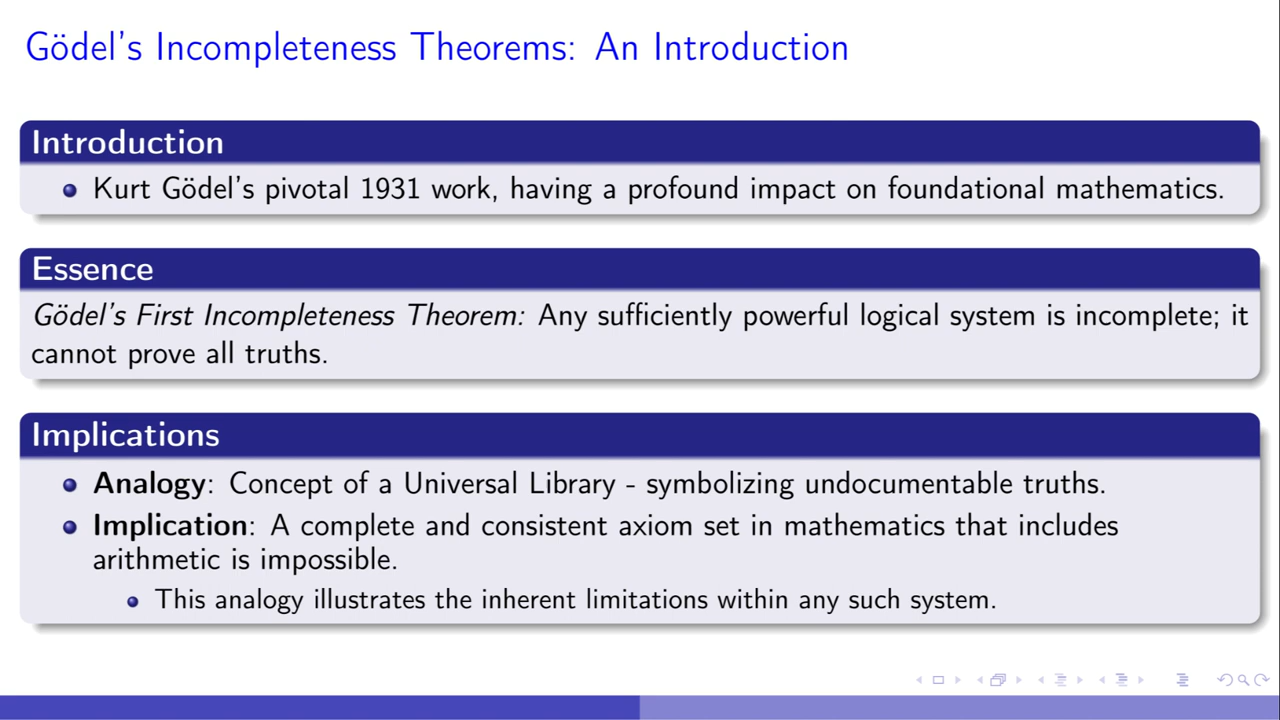 Gödel's Incompleteness Theorems: An Introduction
Introduction
Kurt Gödel's pivotal 1931 work, having a profound impact on foundational mathematics.
Essence
Gödel's First Incompleteness Theorem: Any sufficiently powerful logical system is incomplete; it
cannot prove all truths.
Implications
Analogy: Concept of a Universal Library - symbolizing undocumentable truths.
Implication: A complete and consistent axiom set in mathematics that includes
arithmetic is impossible.
This analogy illustrates the inherent limitations within any such system.